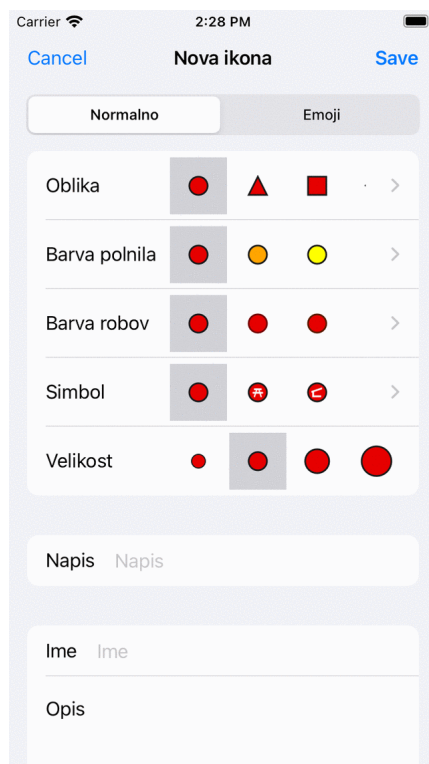 Carrier 2:28 PM
Cancel Nova ikona Save
Normalno Emoji
Oblika
Barva polnila
Barva robov
Simbol
Velikost
Napis Napis
Ime Ime
Opis